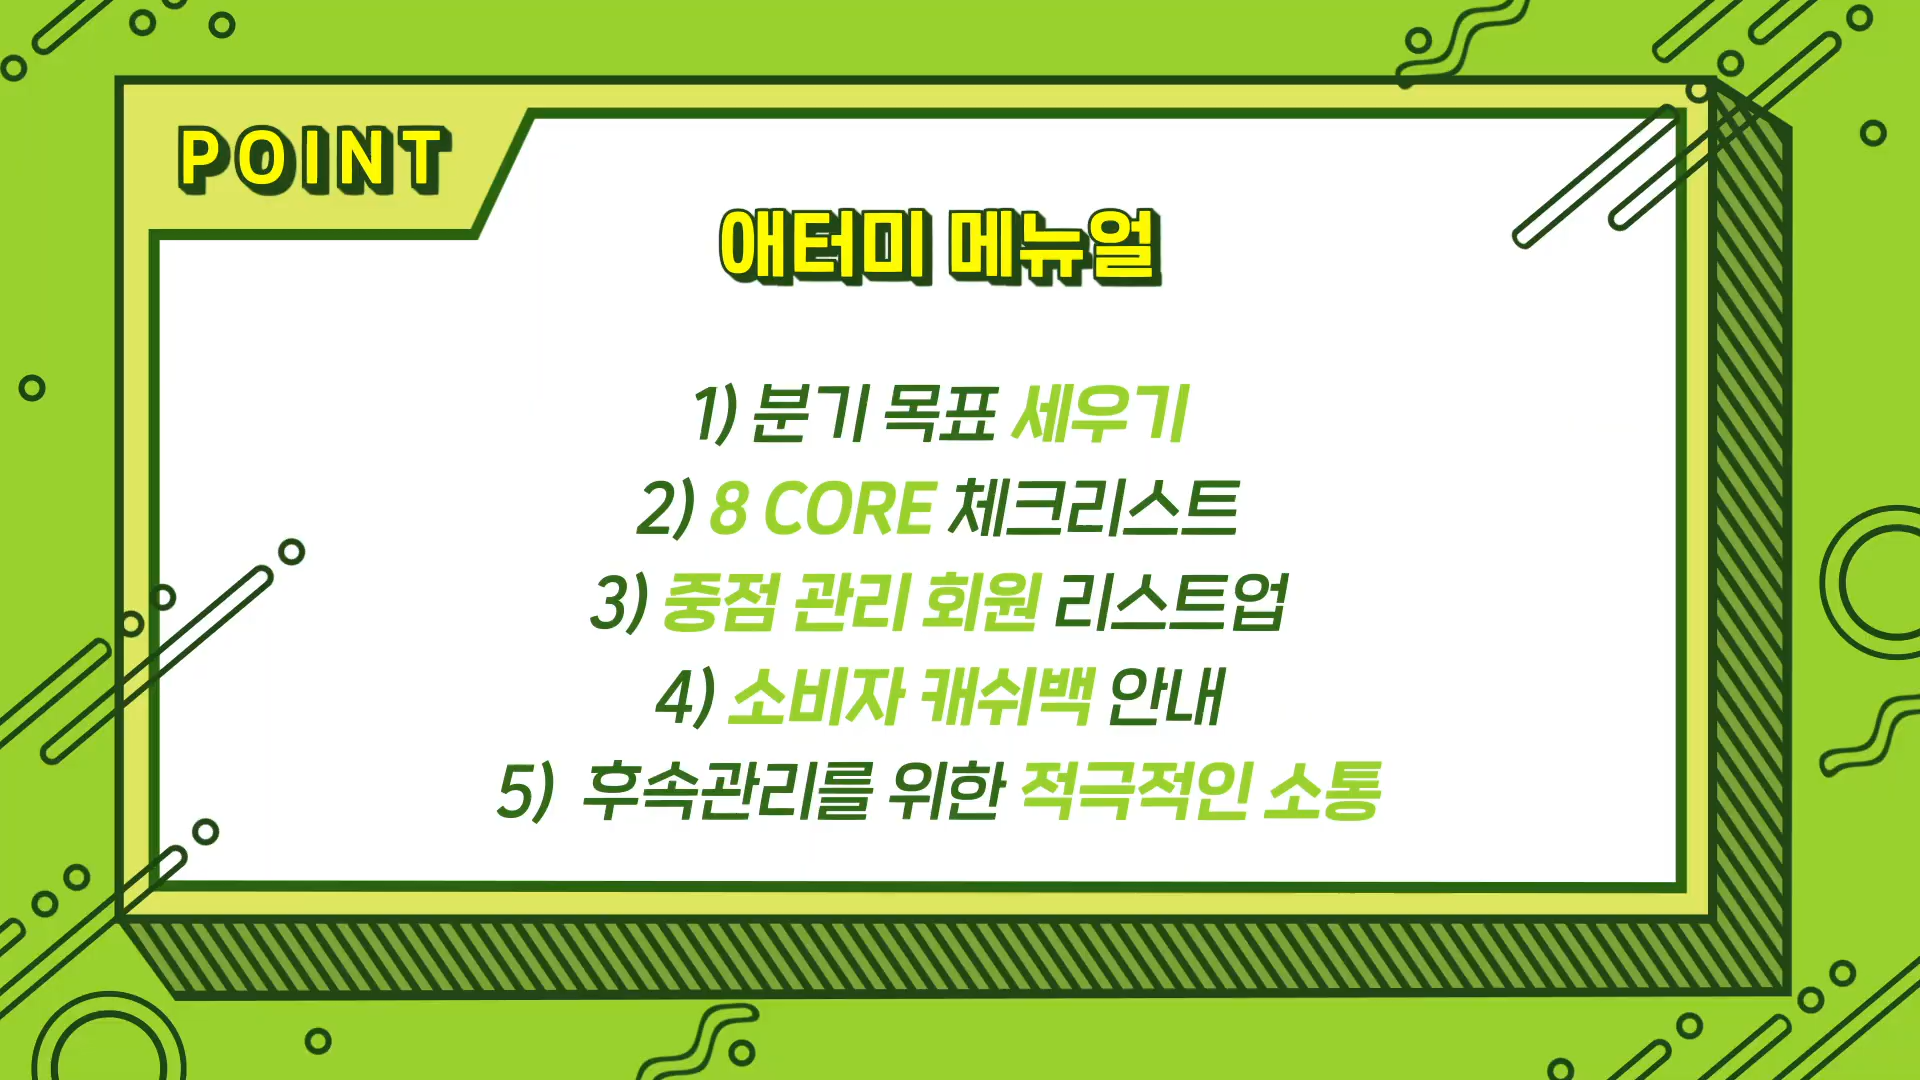 POINT
애터미 메뉴얼
1) 분기 목표 세우기
2) 8 CORE 체크리스트
3) 중점 관리 회원 리스트업
4) 소비자 캐쉬백 안내
5) 후속관리를 위한 적극적인 소통